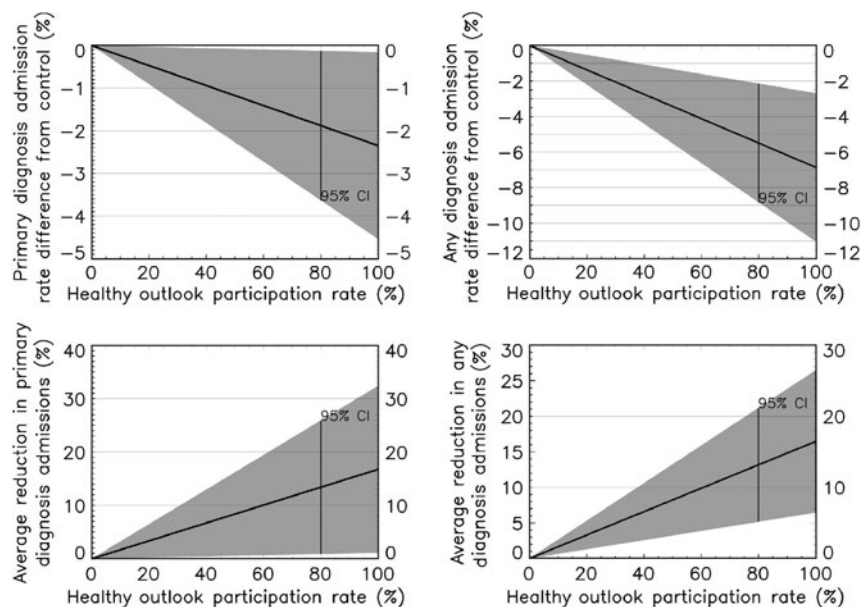 Primary diagnosis admission
rate difference from control (%)
0
−1
−2
−3
−4
−5
0
−1
−2
−3
−4
−5
95% CI
0 20 40 60 80 100
Healthy outlook participation rate (%)
Any diagnosis admission
rate difference from control (%)
0
−2
−4
−6
−8
−10
−12
0
−2
−4
−6
−8
−10
−12
95% CI
0 20 40 60 80 100
Healthy outlook participation rate (%)
Average reduction in primary
diagnosis admissions (%)
40
30
20
10
0
40
30
20
10
0
95% CI
0 20 40 60 80 100
Healthy outlook participation rate (%)
Average reduction in any
diagnosis admissions (%)
30
25
20
15
10
5
0
30
20
10
0
95% CI
0 20 40 60 80 100
Healthy outlook participation rate (%)